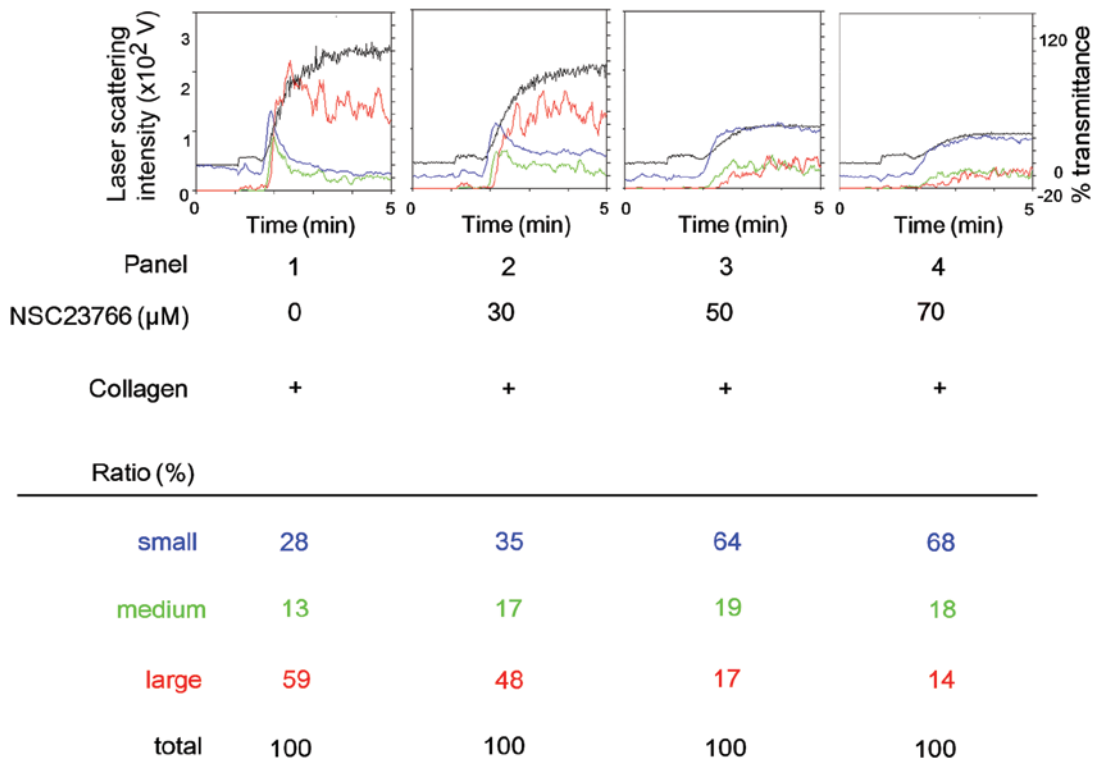 Laser scattering
intensity (x10² V)
3
2
1
0
120
0
-20
% transmittance
0 5 0 5 0 5 0 5
Time (min) Time (min) Time (min) Time (min)
Panel 1 2 3 4
NSC23766 (µM) 0 30 50 70
Collagen + + + +
Ratio (%)
small 28 35 64 68
medium 13 17 19 18
large 59 48 17 14
total 100 100 100 100